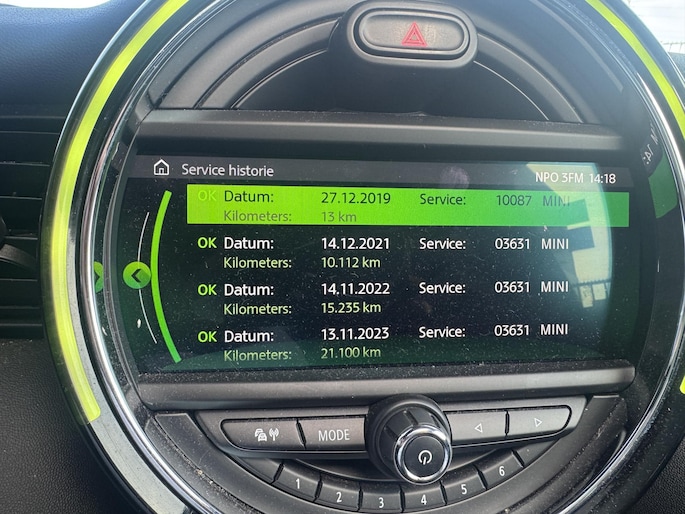 Service historie NPO 3FM 14:18
OK Datum: 27.12.2019 Service: 10087 MINI
Kilometers: 13 km
OK Datum: 14.12.2021 Service: 03631 MINI
Kilometers: 10.112 km
OK Datum: 14.11.2022 Service: 03631 MINI
Kilometers: 15.235 km
OK Datum: 13.11.2023 Service: 03631 MINI
Kilometers: 21.100 km
MODE
1 2 3 4 5 6